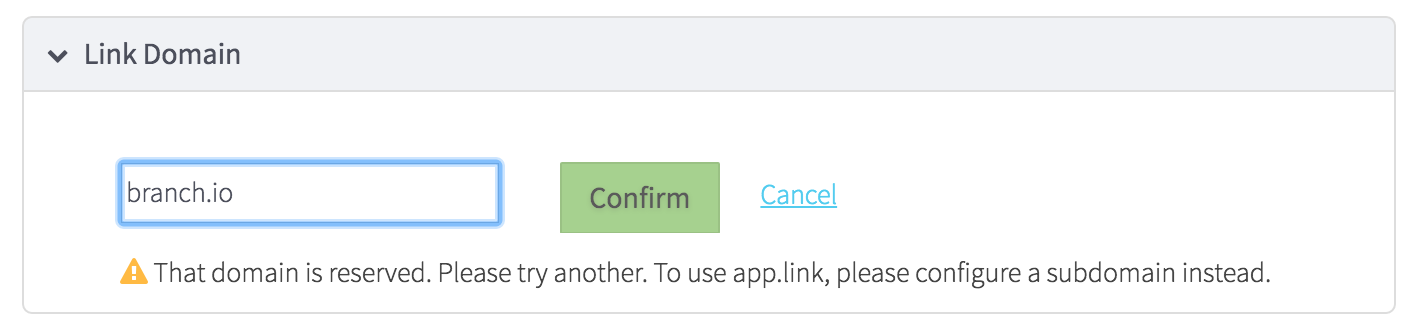 Link Domain
branch.io
Confirm
Cancel
That domain is reserved. Please try another. To use app.link, please configure a subdomain instead.